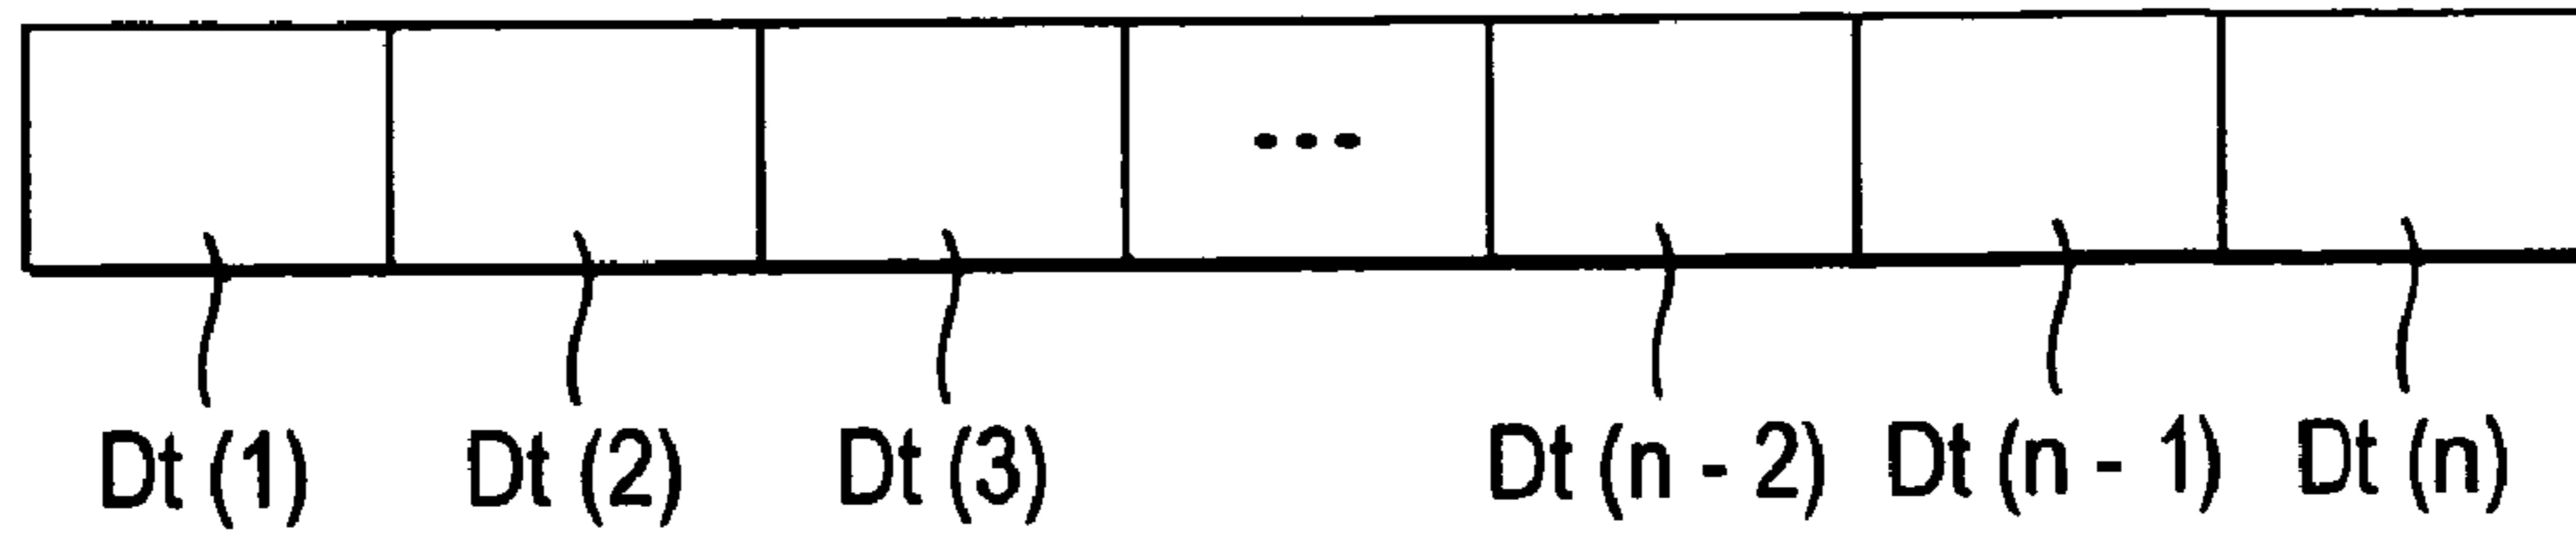 ...
Dt (1) Dt (2) Dt (3) Dt (n - 2) Dt (n - 1) Dt (n)